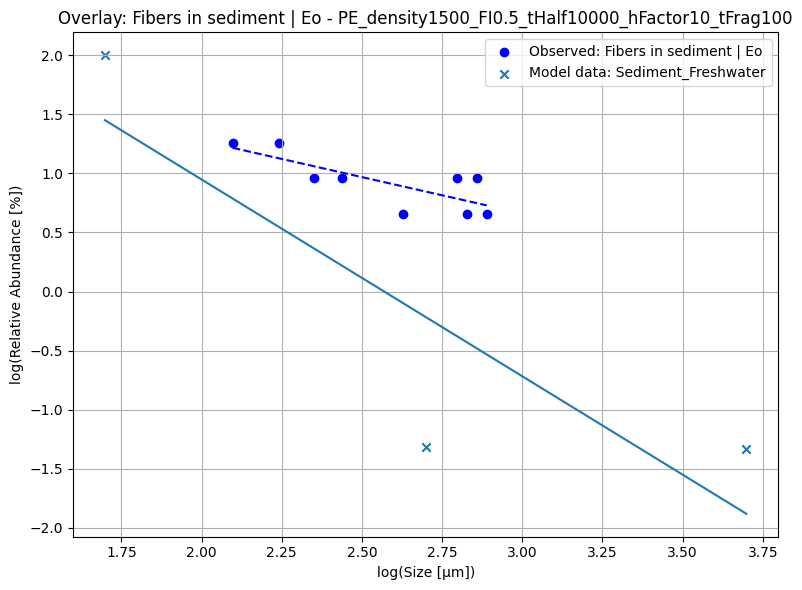 Overlay: Fibers in sediment | Eo - PE_density1500_FI0.5_tHalf10000_hFactor10_tFrag100
Observed: Fibers in sediment | Eo
Model data: Sediment_Freshwater
log(Relative Abundance [%])
2.0
1.5
1.0
0.5
0.0
−0.5
−1.0
−1.5
−2.0
1.75 2.00 2.25 2.50 2.75 3.00 3.25 3.50 3.75
log(Size [µm])